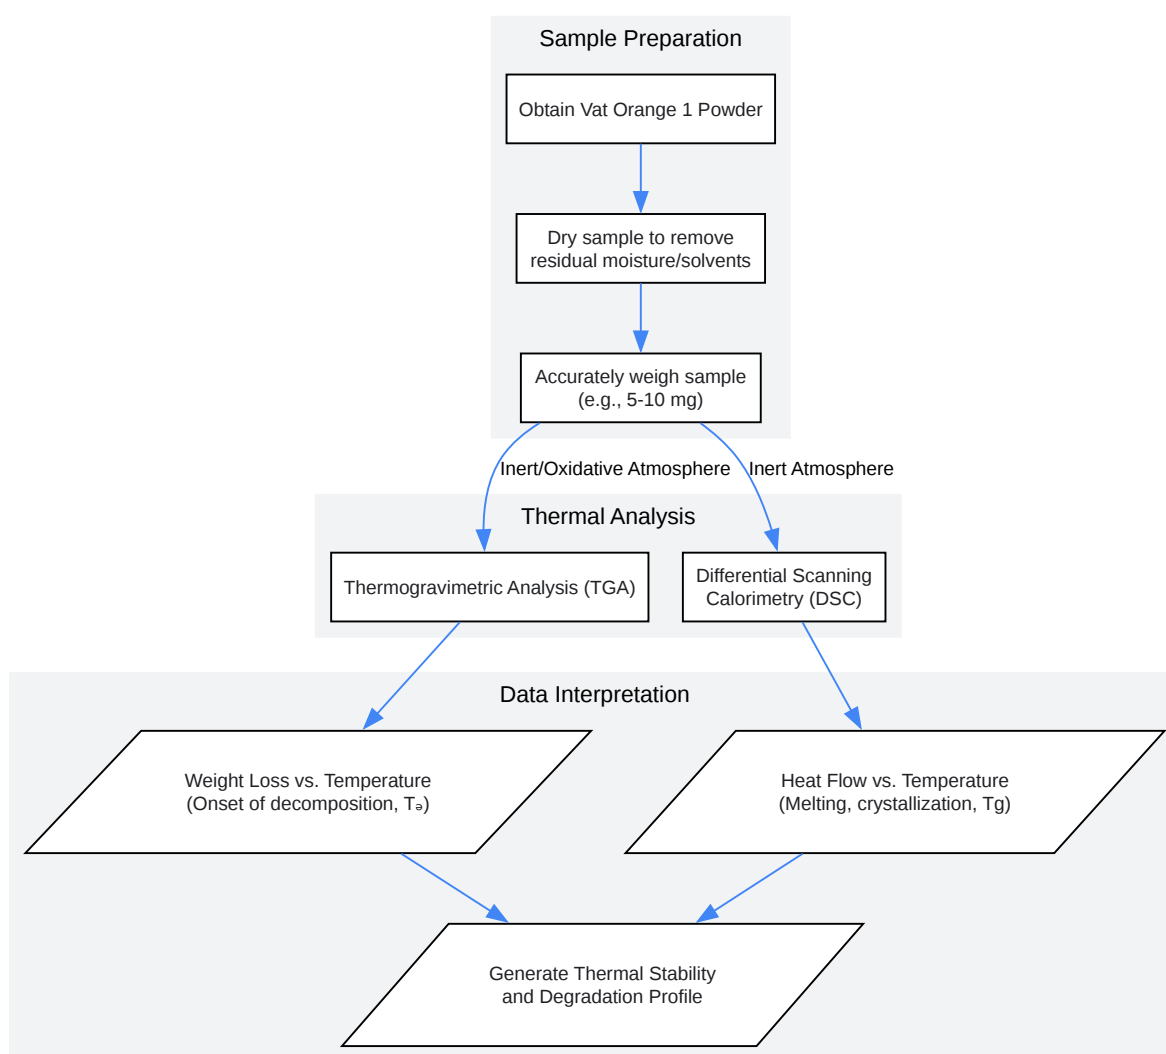 Sample Preparation
Obtain Vat Orange 1 Powder
Dry sample to remove
residual moisture/solvents
Accurately weigh sample
(e.g., 5-10 mg)
Inert/Oxidative Atmosphere
Inert Atmosphere
Thermal Analysis
Thermogravimetric Analysis (TGA)
Differential Scanning
Calorimetry (DSC)
Data Interpretation
Weight Loss vs. Temperature
(Onset of decomposition, Tₔ)
Heat Flow vs. Temperature
(Melting, crystallization, Tg)
Generate Thermal Stability
and Degradation Profile